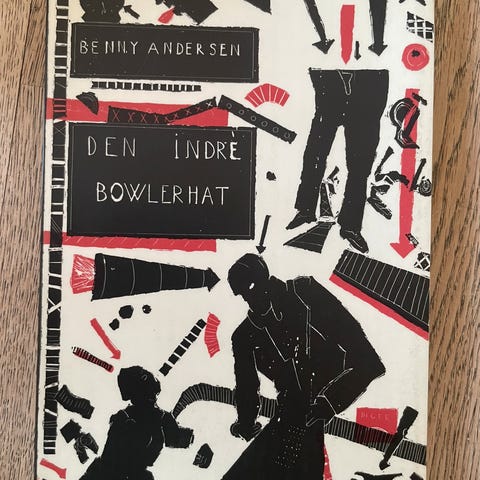 BENNY ANDERSEN
DEN INDRE
BOWLERHAT